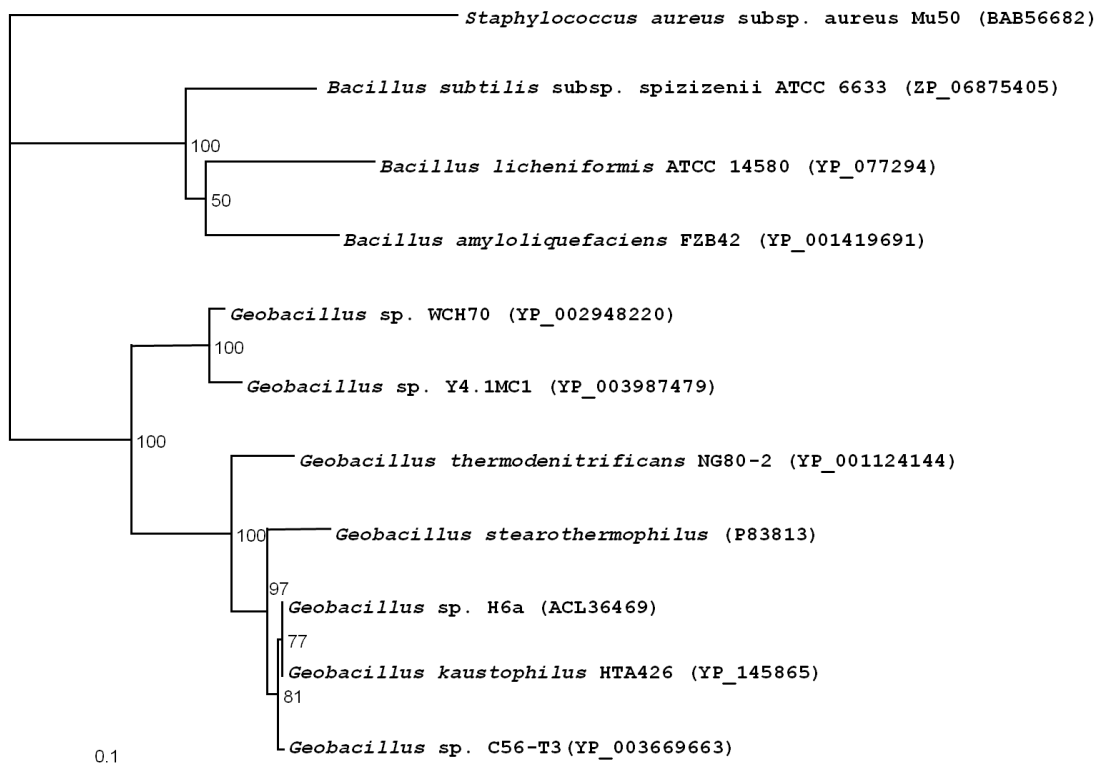 Staphylococcus aureus subsp. aureus Mu50 (BAB56682)
Bacillus subtilis subsp. spizizenii ATCC 6633 (ZP_06875405)
100
Bacillus licheniformis ATCC 14580 (YP_077294)
50
Bacillus amyloliquefaciens FZB42 (YP_001419691)
Geobacillus sp. WCH70 (YP_002948220)
100
Geobacillus sp. Y4.1MC1 (YP_003987479)
100
Geobacillus thermodenitrificans NG80-2 (YP_001124144)
100
Geobacillus stearothermophilus (P83813)
97
Geobacillus sp. H6a (ACL36469)
77
Geobacillus kaustophilus HTA426 (YP_145865)
81
Geobacillus sp. C56-T3(YP_003669663)
0.1